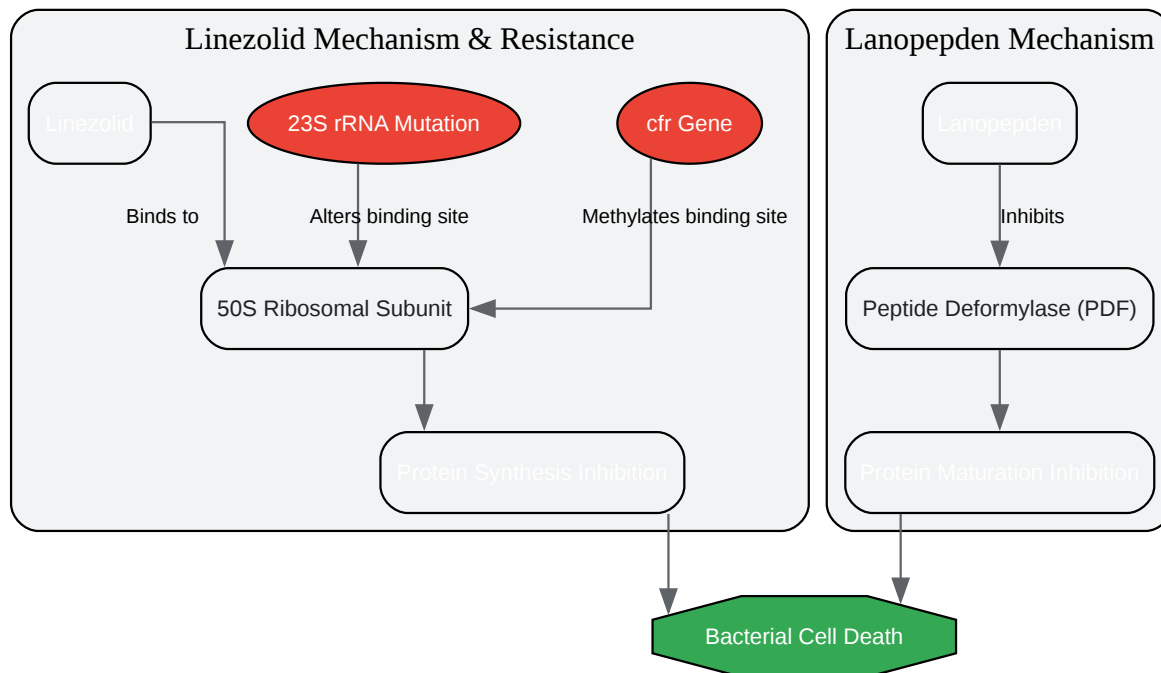 Linezolid Mechanism & Resistance
Lanopepden Mechanism
Linezolid
23S rRNA Mutation
cfr Gene
Lanopepden
Binds to
Alters binding site
Methylates binding site
Inhibits
50S Ribosomal Subunit
Peptide Deformylase (PDF)
Protein Synthesis Inhibition
Protein Maturation Inhibition
Bacterial Cell Death